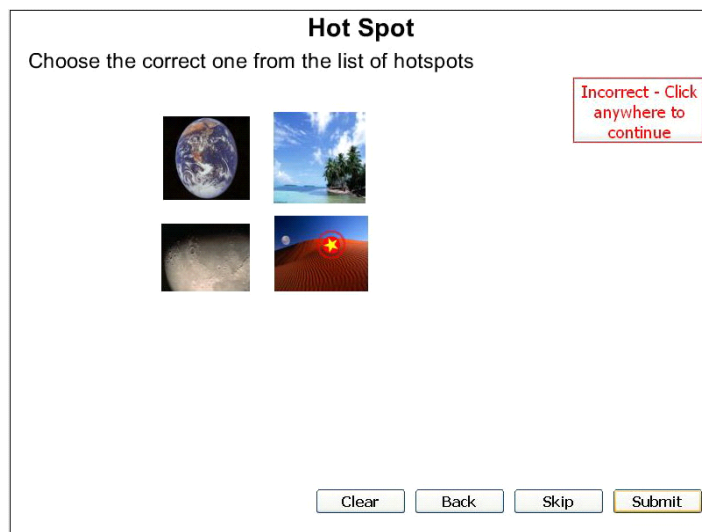 Hot Spot
Choose the correct one from the list of hotspots
Incorrect - Click
anywhere to
continue
Clear
Back
Skip
Submit